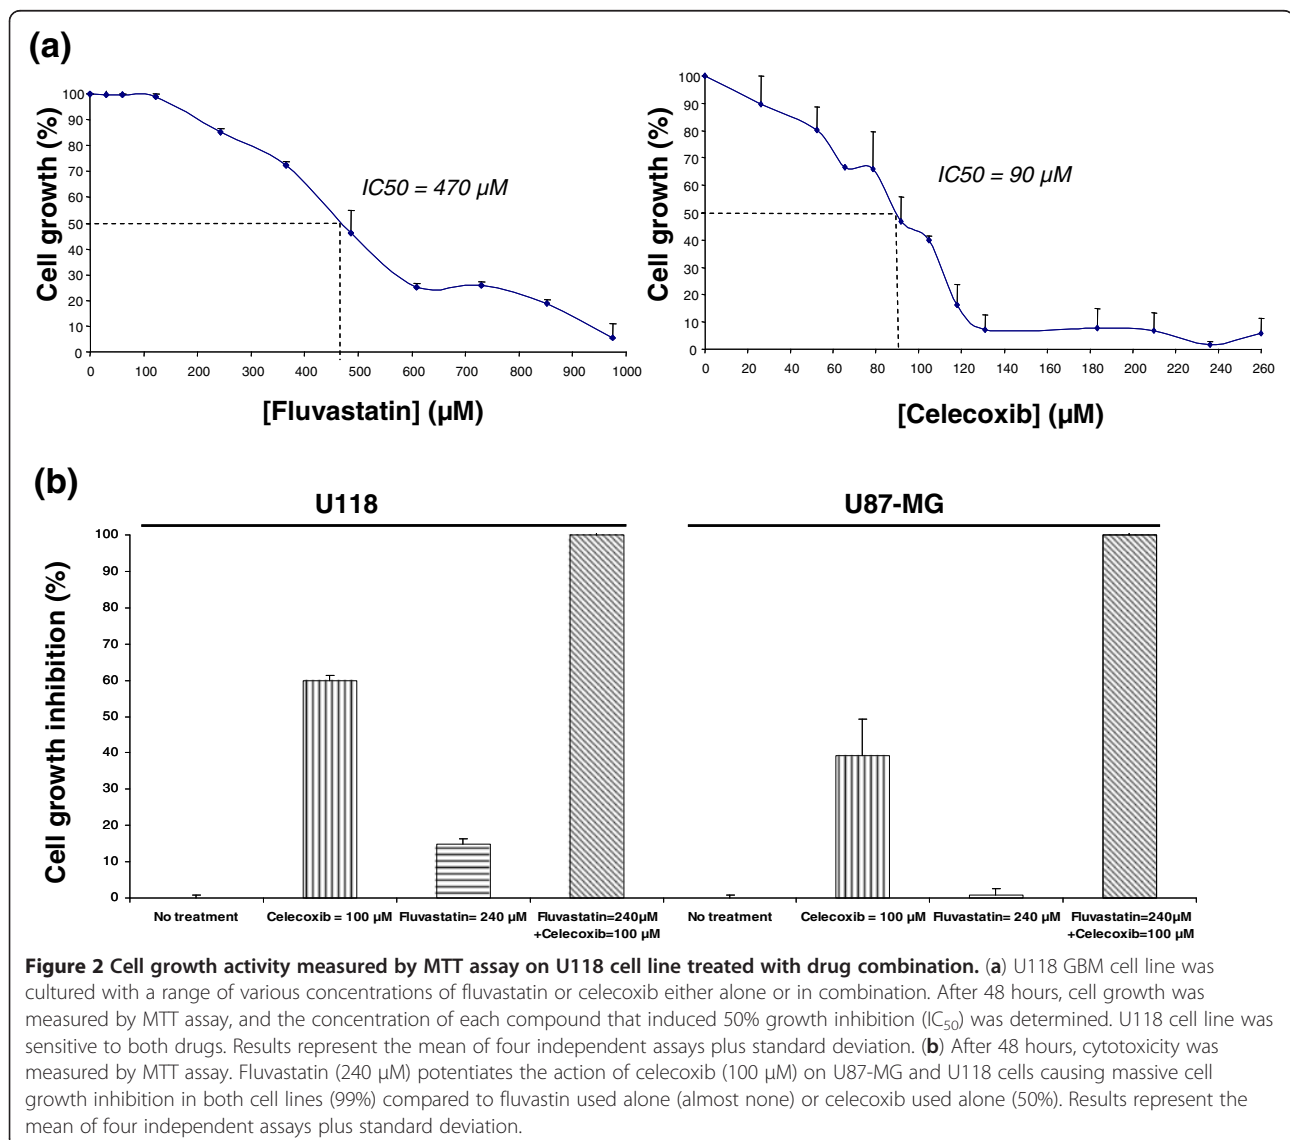 (a)
Cell growth (%)
100
90
80
70
60
50
40
30
20
10
0
IC50 = 470 µM
0 100 200 300 400 500 600 700 800 900 1000
[Fluvastatin] (µM)
Cell growth (%)
100
90
80
70
60
50
40
30
20
10
0
IC50 = 90 µM
0 20 40 60 80 100 120 140 160 180 200 220 240 260
[Celecoxib] (µM)
(b)
U118 U87-MG
Cell growth inhibition (%)
100
90
80
70
60
50
40
30
20
10
0
No treatment Celecoxib = 100 µM Fluvastatin= 240 µM Fluvastatin=240µM No treatment Celecoxib = 100 µM Fluvastatin= 240 µM Fluvastatin=240µM
+Celecoxib=100 µM +Celecoxib=100 µM
Figure 2 Cell growth activity measured by MTT assay on U118 cell line treated with drug combination. (a) U118 GBM cell line was
cultured with a range of various concentrations of fluvastatin or celecoxib either alone or in combination. After 48 hours, cell growth was
measured by MTT assay, and the concentration of each compound that induced 50% growth inhibition (IC50) was determined. U118 cell line was
sensitive to both drugs. Results represent the mean of four independent assays plus standard deviation. (b) After 48 hours, cytotoxicity was
measured by MTT assay. Fluvastatin (240 µM) potentiates the action of celecoxib (100 µM) on U87-MG and U118 cells causing massive cell
growth inhibition in both cell lines (99%) compared to fluvastin used alone (almost none) or celecoxib used alone (50%). Results represent the
mean of four independent assays plus standard deviation.